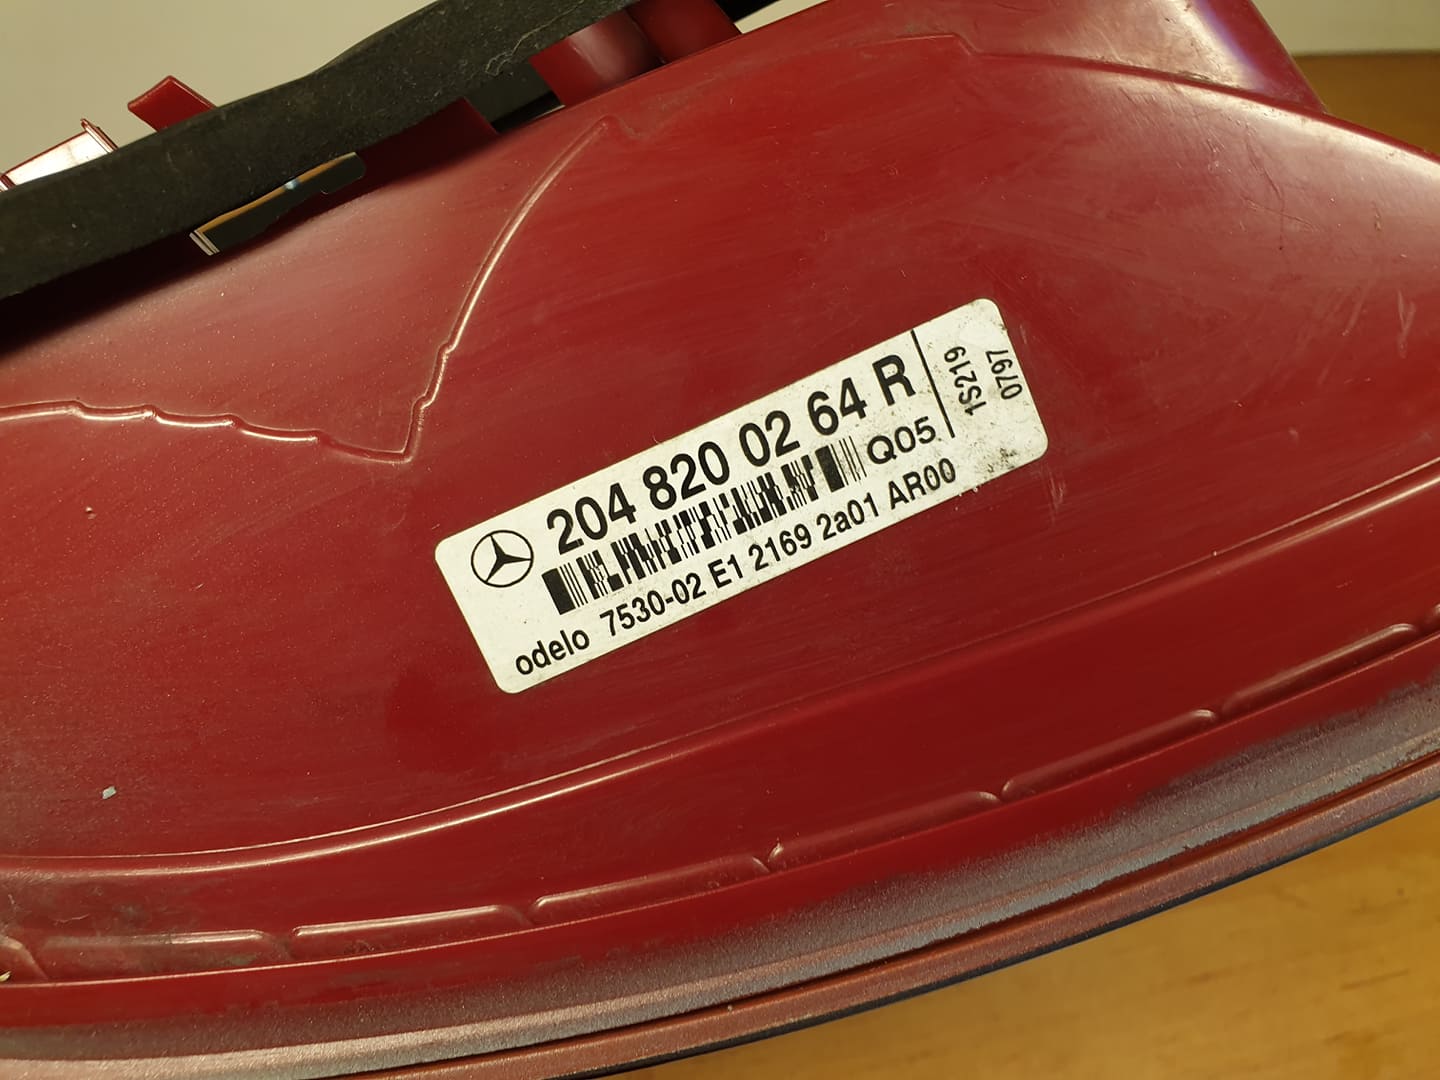 204 820 02 64 R
Q05
odelo 7530-02 E1 2169 2a01 AR00
1S219
0797